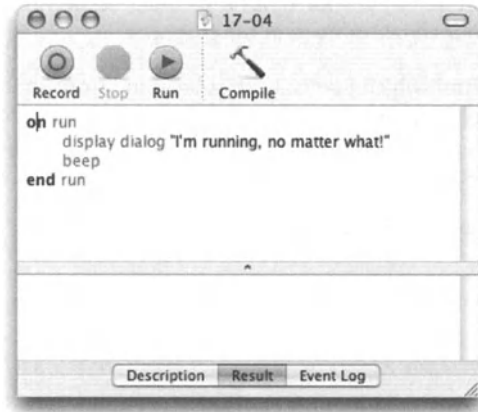 17-04
Record Stop Run Compile
on run
display dialog "I'm running, no matter what!"
beep
end run
Description Result Event Log